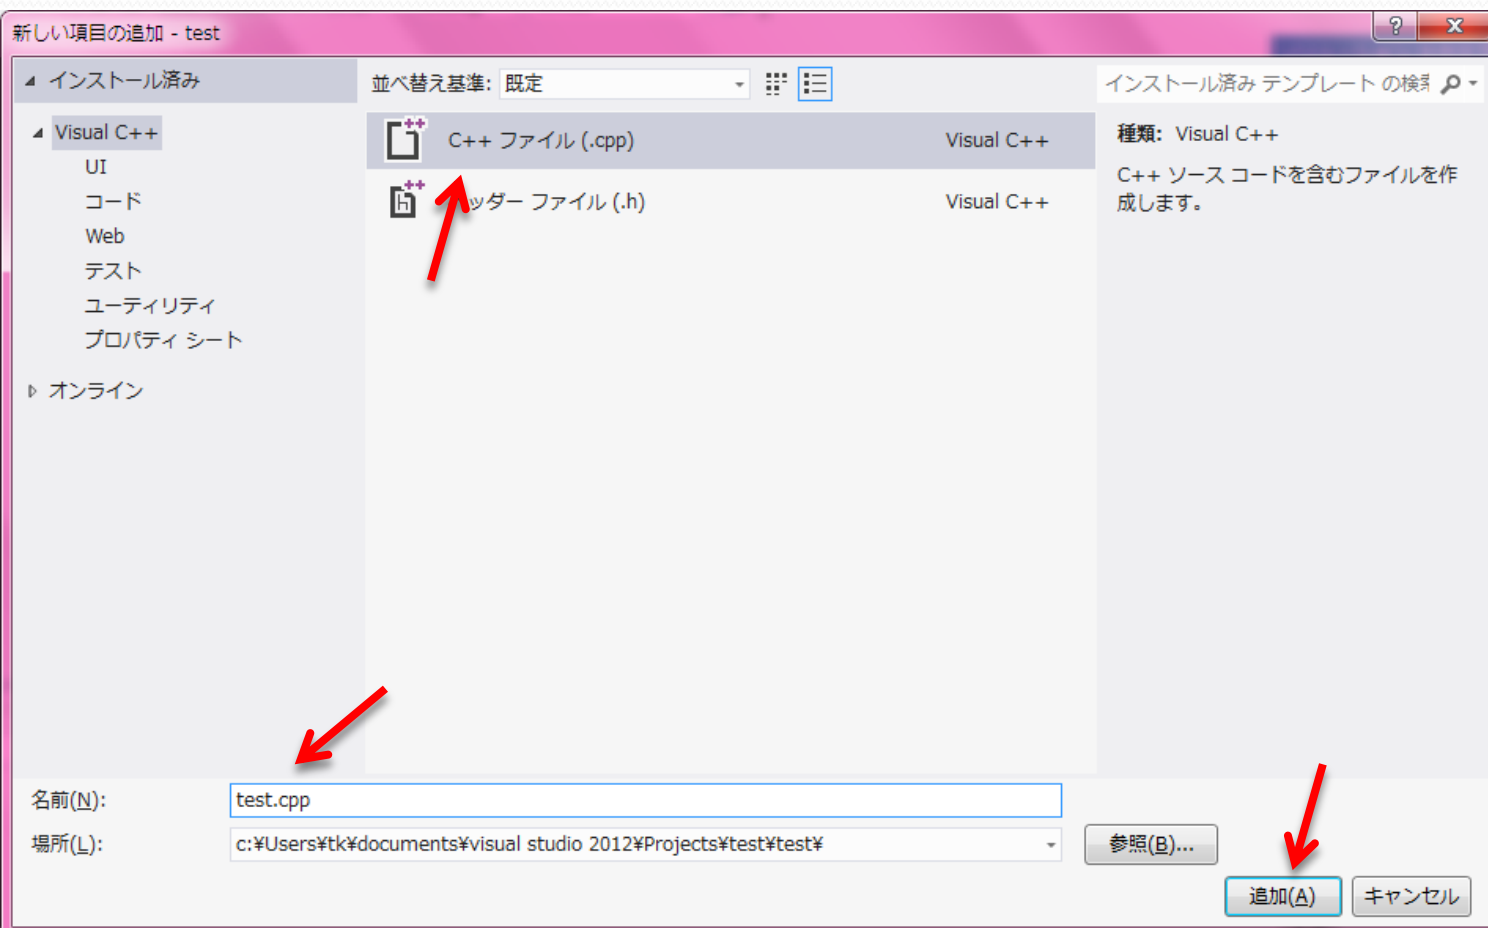 新しい項目の追加 - test
インストール済み
並べ替え基準: 既定
インストール済み テンプレート の検
Visual C++
UI
コード
Web
テスト
ユーティリティ
プロパティ シート
オンライン
C++ ファイル (.cpp) Visual C++
ッダー ファイル (.h) Visual C++
種類: Visual C++
C++ ソース コードを含むファイルを作
成します。
名前(N): test.cpp
場所(L): c:¥Users¥tk¥documents¥visual studio 2012¥Projects¥test¥test¥
参照(B)...
追加(A) キャンセル